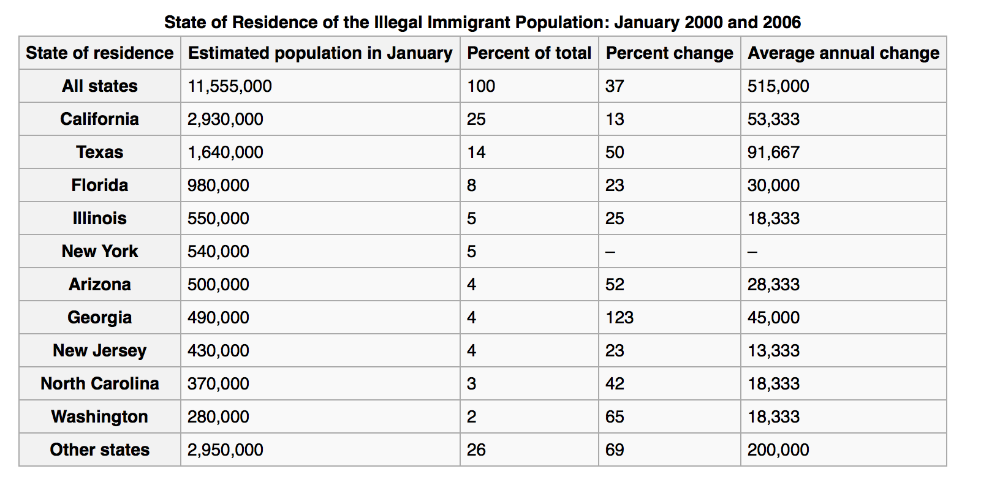 State of Residence of the Illegal Immigrant Population: January 2000 and 2006
State of residence Estimated population in January Percent of total Percent change Average annual change
All states 11,555,000 100 37 515,000
California 2,930,000 25 13 53,333
Texas 1,640,000 14 50 91,667
Florida 980,000 8 23 30,000
Illinois 550,000 5 25 18,333
New York 540,000 5 – –
Arizona 500,000 4 52 28,333
Georgia 490,000 4 123 45,000
New Jersey 430,000 4 23 13,333
North Carolina 370,000 3 42 18,333
Washington 280,000 2 65 18,333
Other states 2,950,000 26 69 200,000